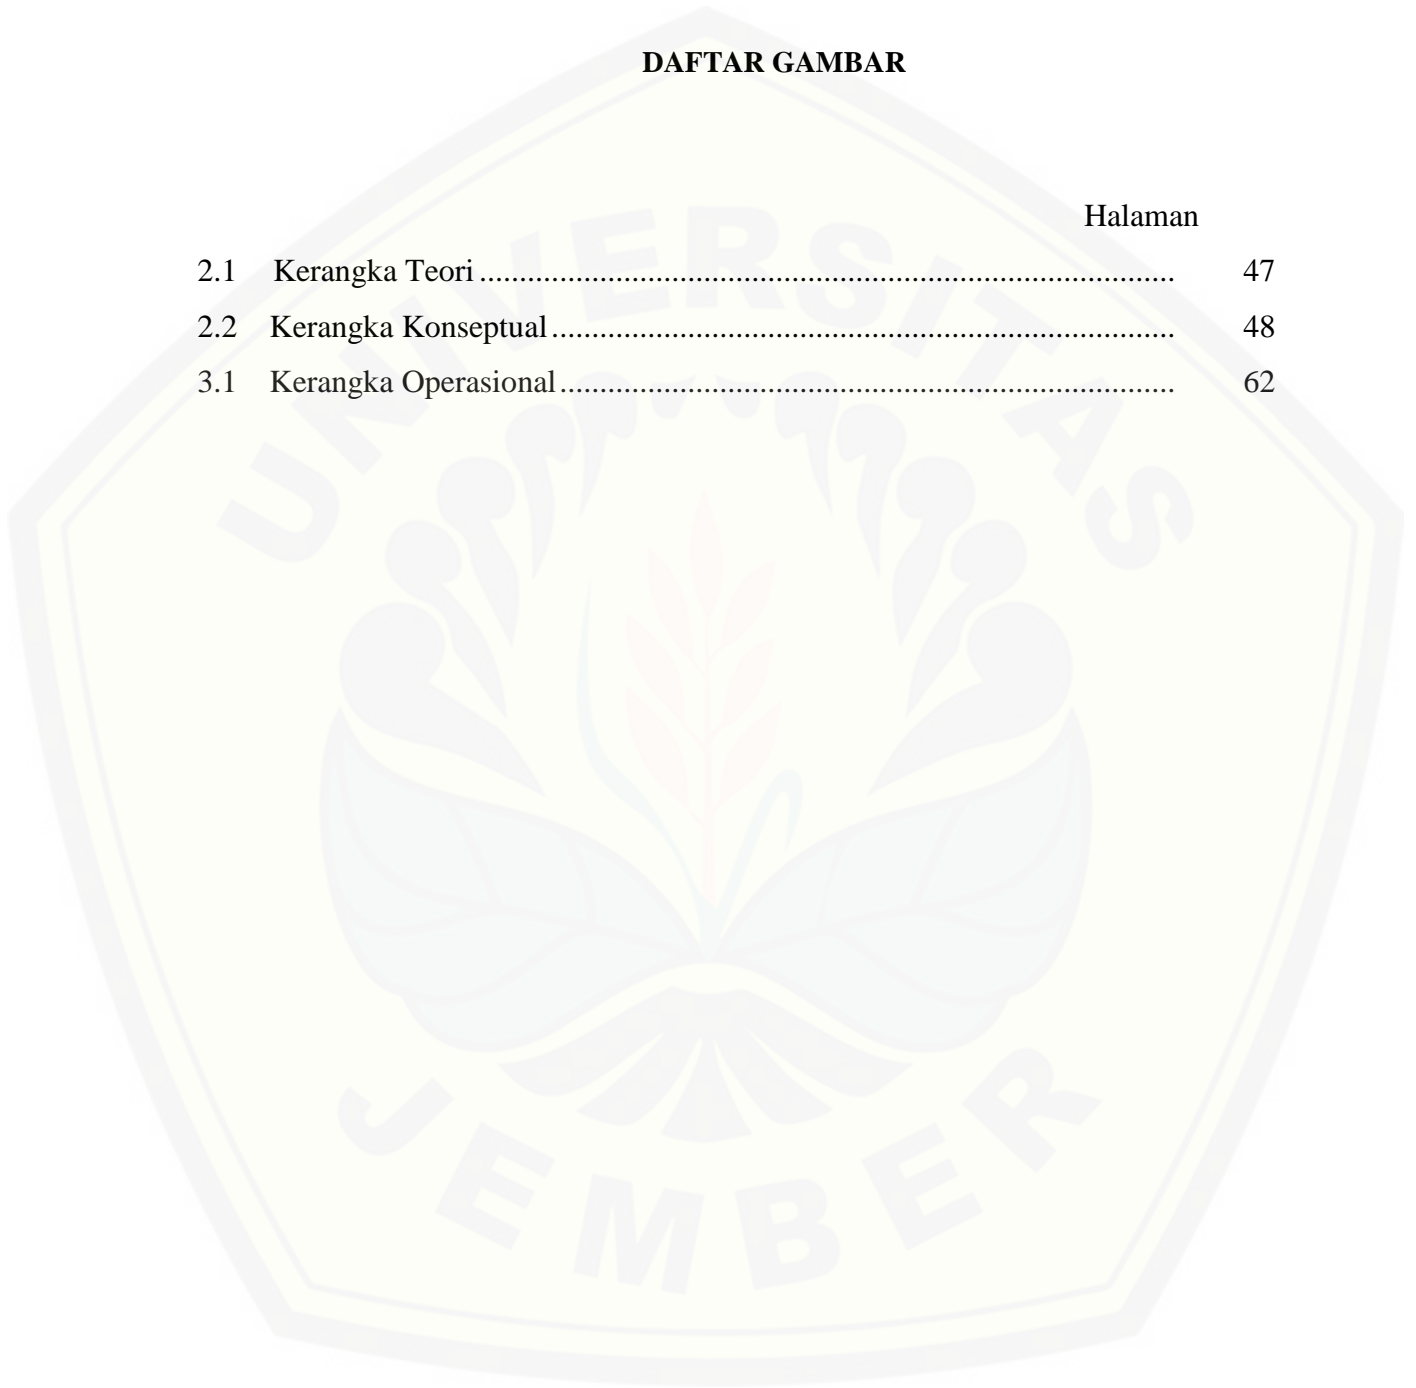 DAFTAR GAMBAR
Halaman
2.1 Kerangka Teori ........................................................................................ 47
2.2 Kerangka Konseptual ............................................................................... 48
3.1 Kerangka Operasional .............................................................................. 62
UNIVERSITAS
JEMBER